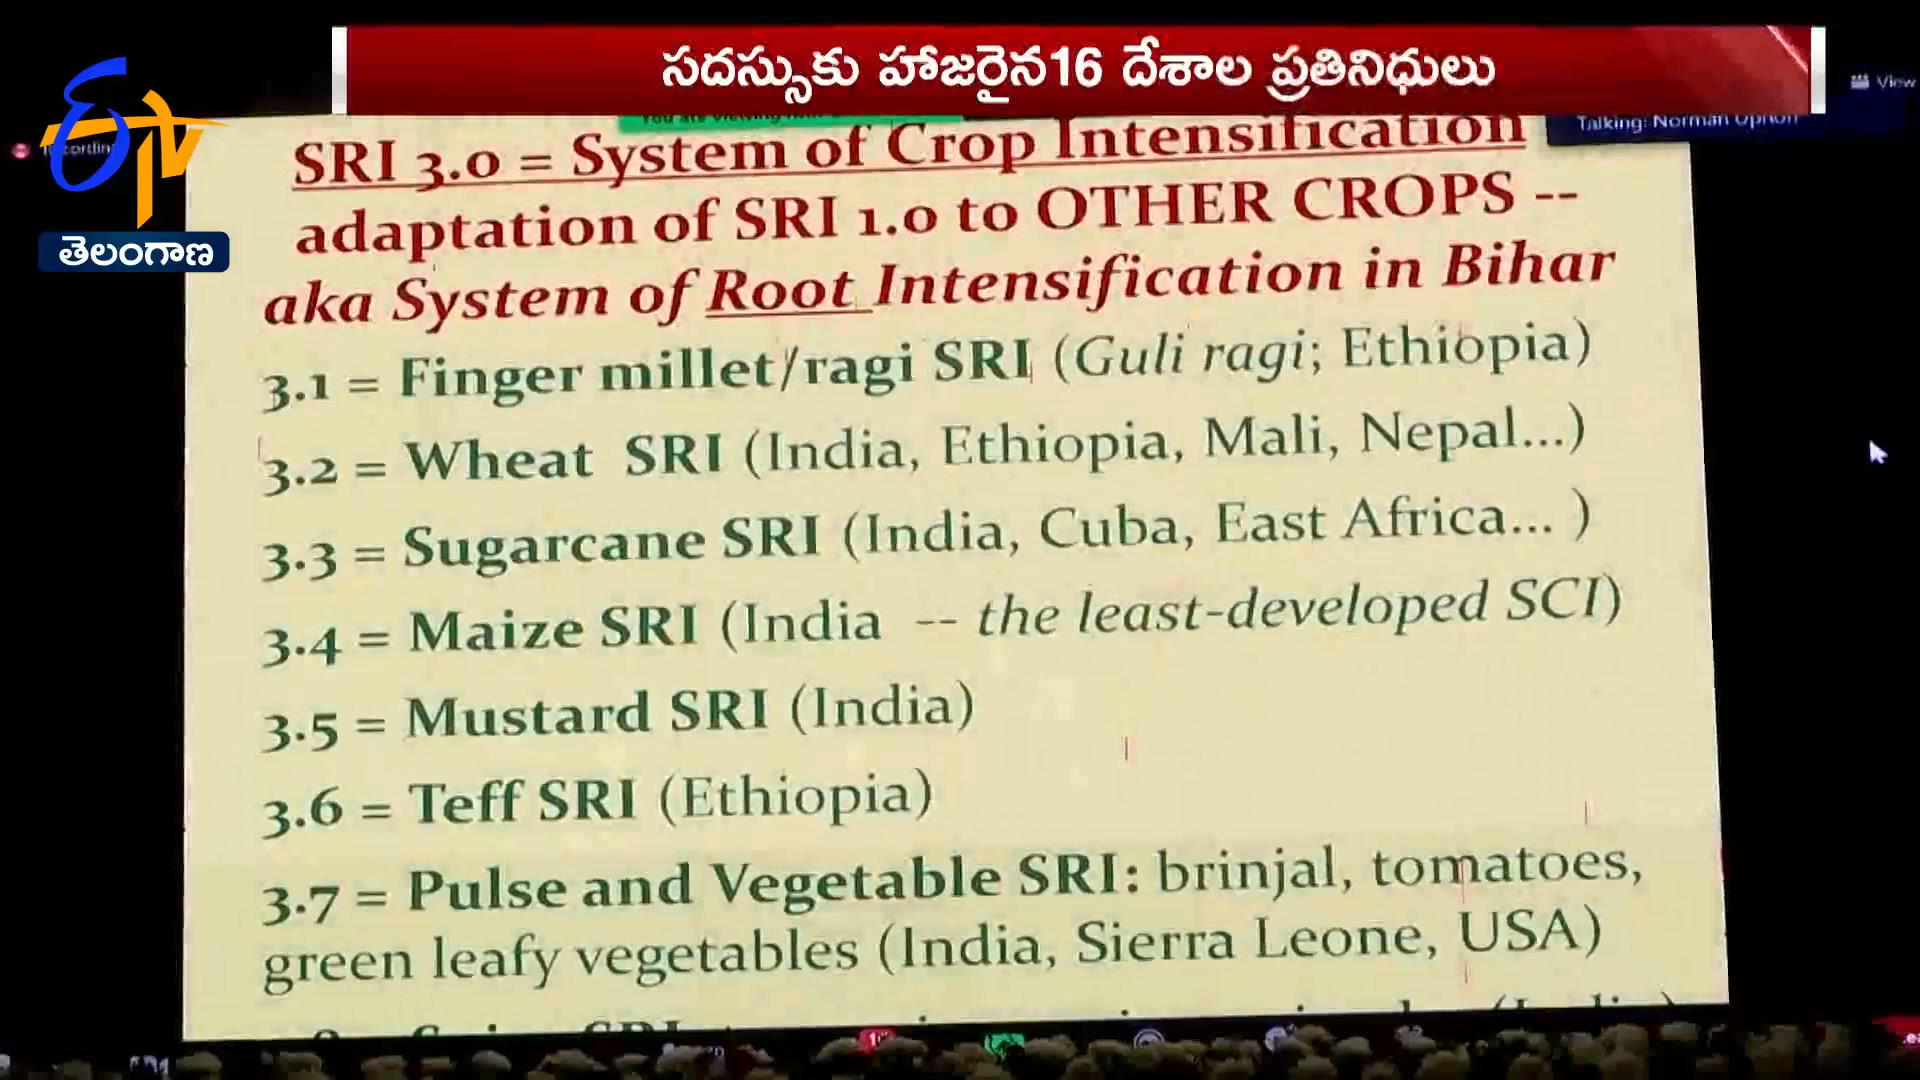 సదస్సుకు హాజరైన16 దేశాల ప్రతినిధులు
View
Talking: Norman Uphoff
ETV
తెలంగాణ
SRI 3.0 = System of Crop Intensification
adaptation of SRI 1.0 to OTHER CROPS --
aka System of Root Intensification in Bihar
3.1 = Finger millet/ragi SRI (Guli ragi; Ethiopia)
3.2 = Wheat SRI (India, Ethiopia, Mali, Nepal...)
3.3 = Sugarcane SRI (India, Cuba, East Africa... )
3.4 = Maize SRI (India -- the least-developed SCI)
3.5 = Mustard SRI (India)
3.6 = Teff SRI (Ethiopia)
3.7 = Pulse and Vegetable SRI: brinjal, tomatoes,
green leafy vegetables (India, Sierra Leone, USA)